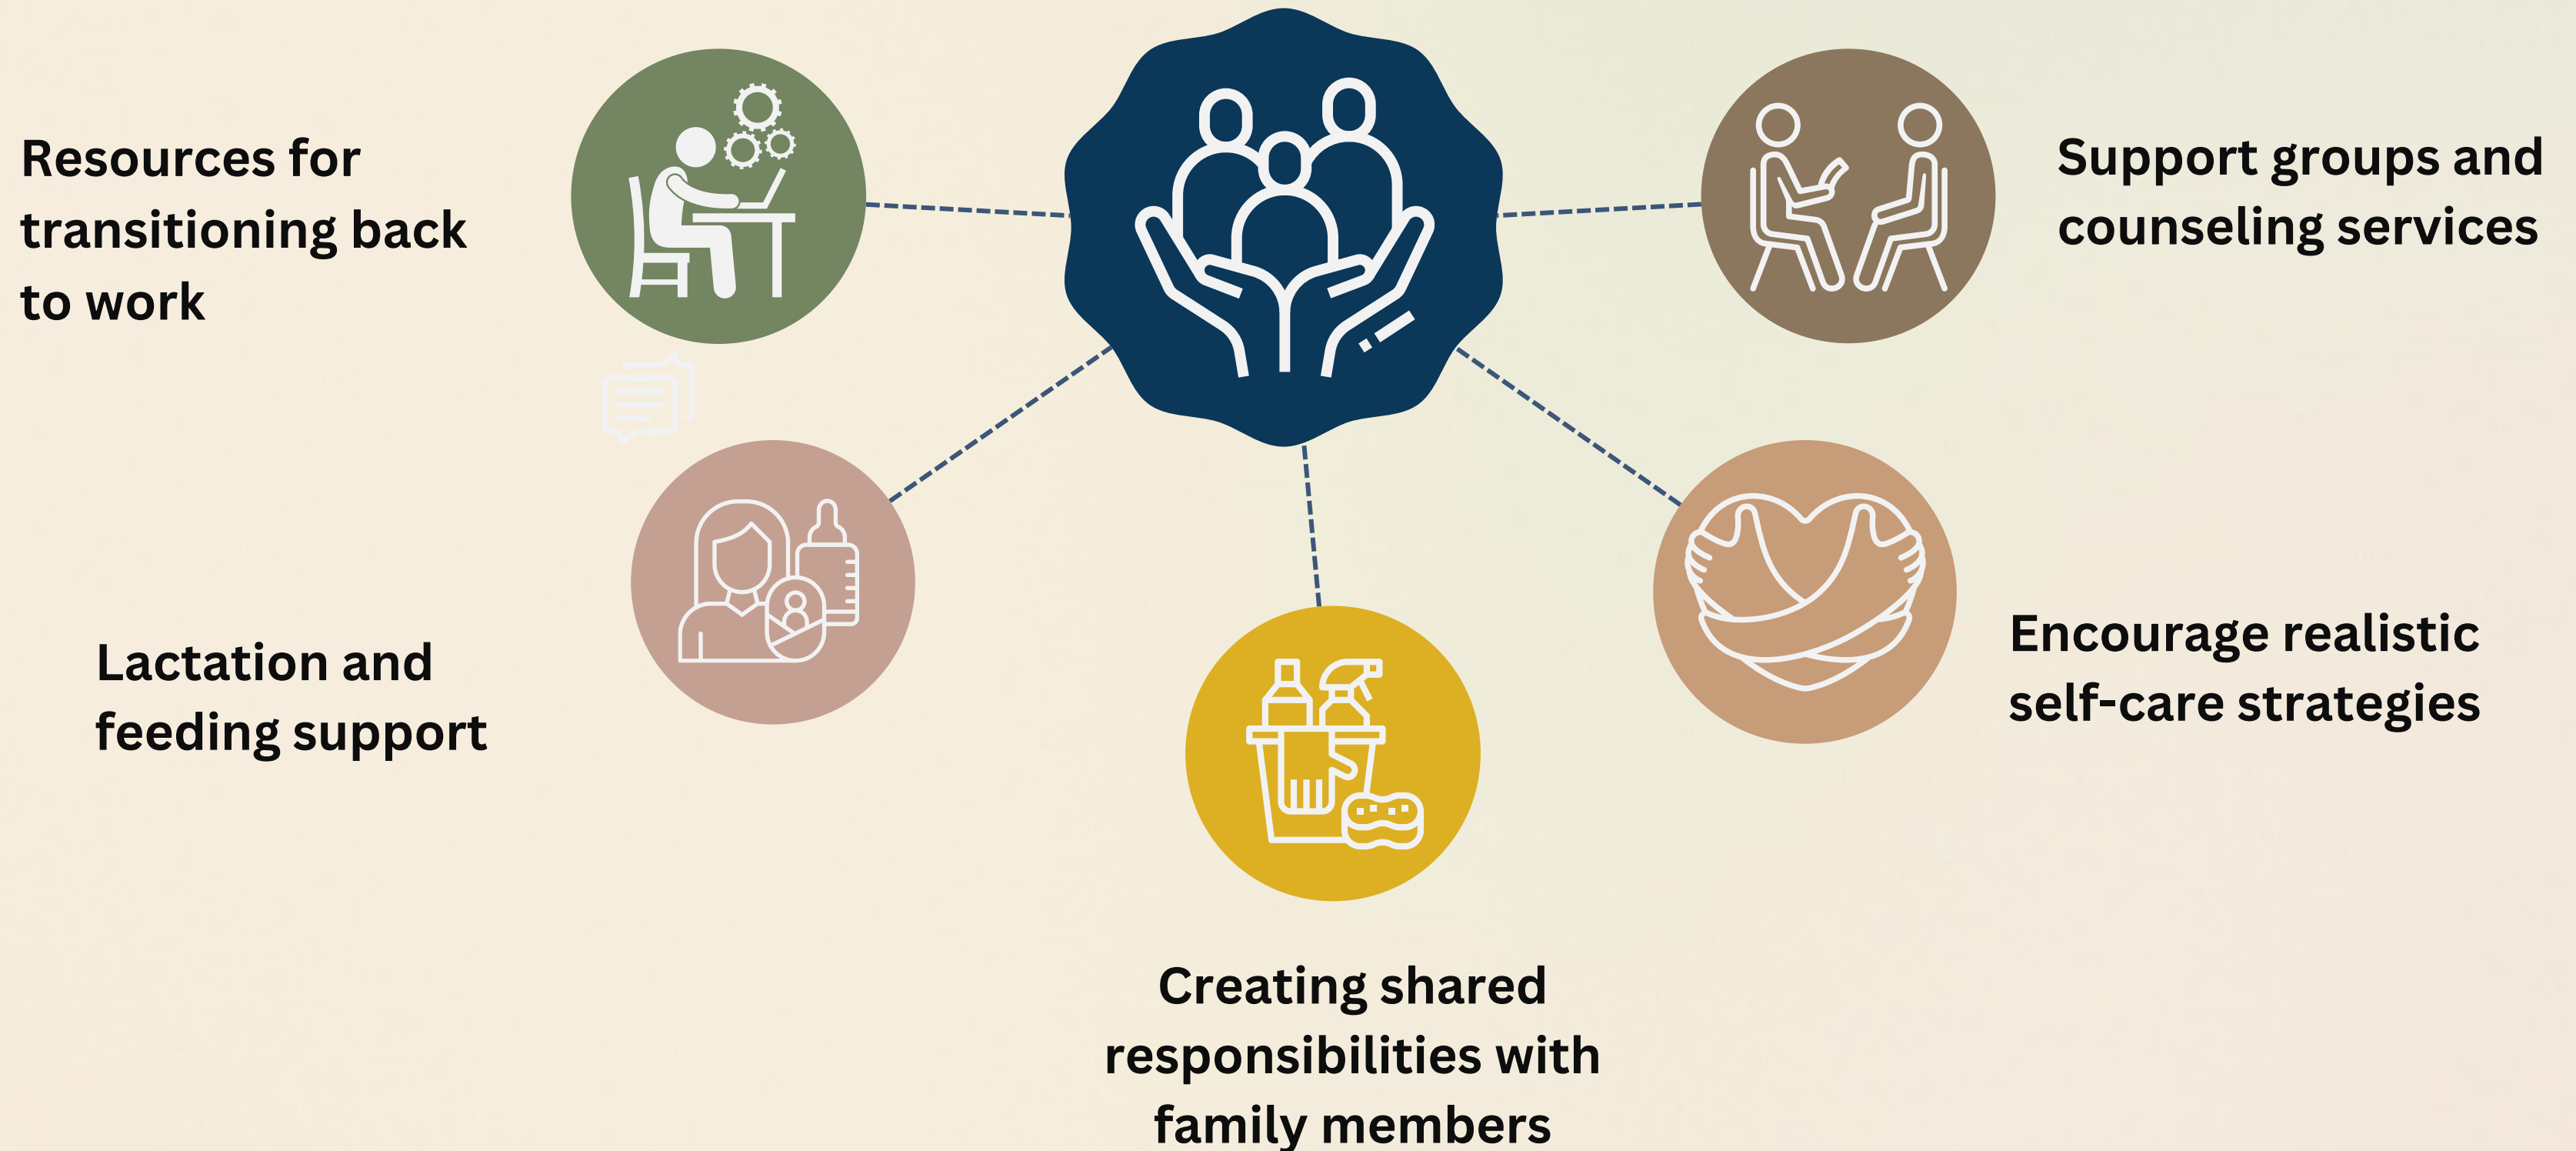 Resources for
transitioning back
to work
Support groups and
counseling services
Lactation and
feeding support
Encourage realistic
self-care strategies
Creating shared
responsibilities with
family members